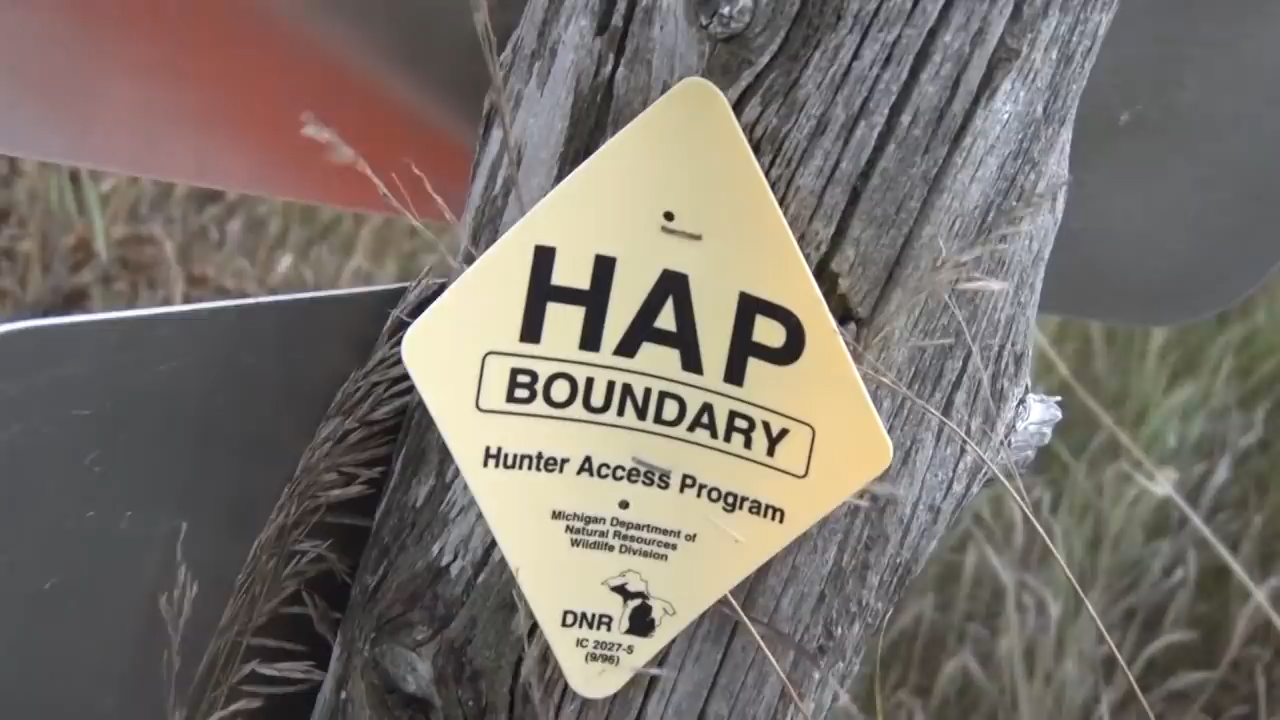 HAP
BOUNDARY
Hunter Access Program
Michigan Department of
Natural Resources
Wildlife Division
DNR
IC 2027-5
(9/96)